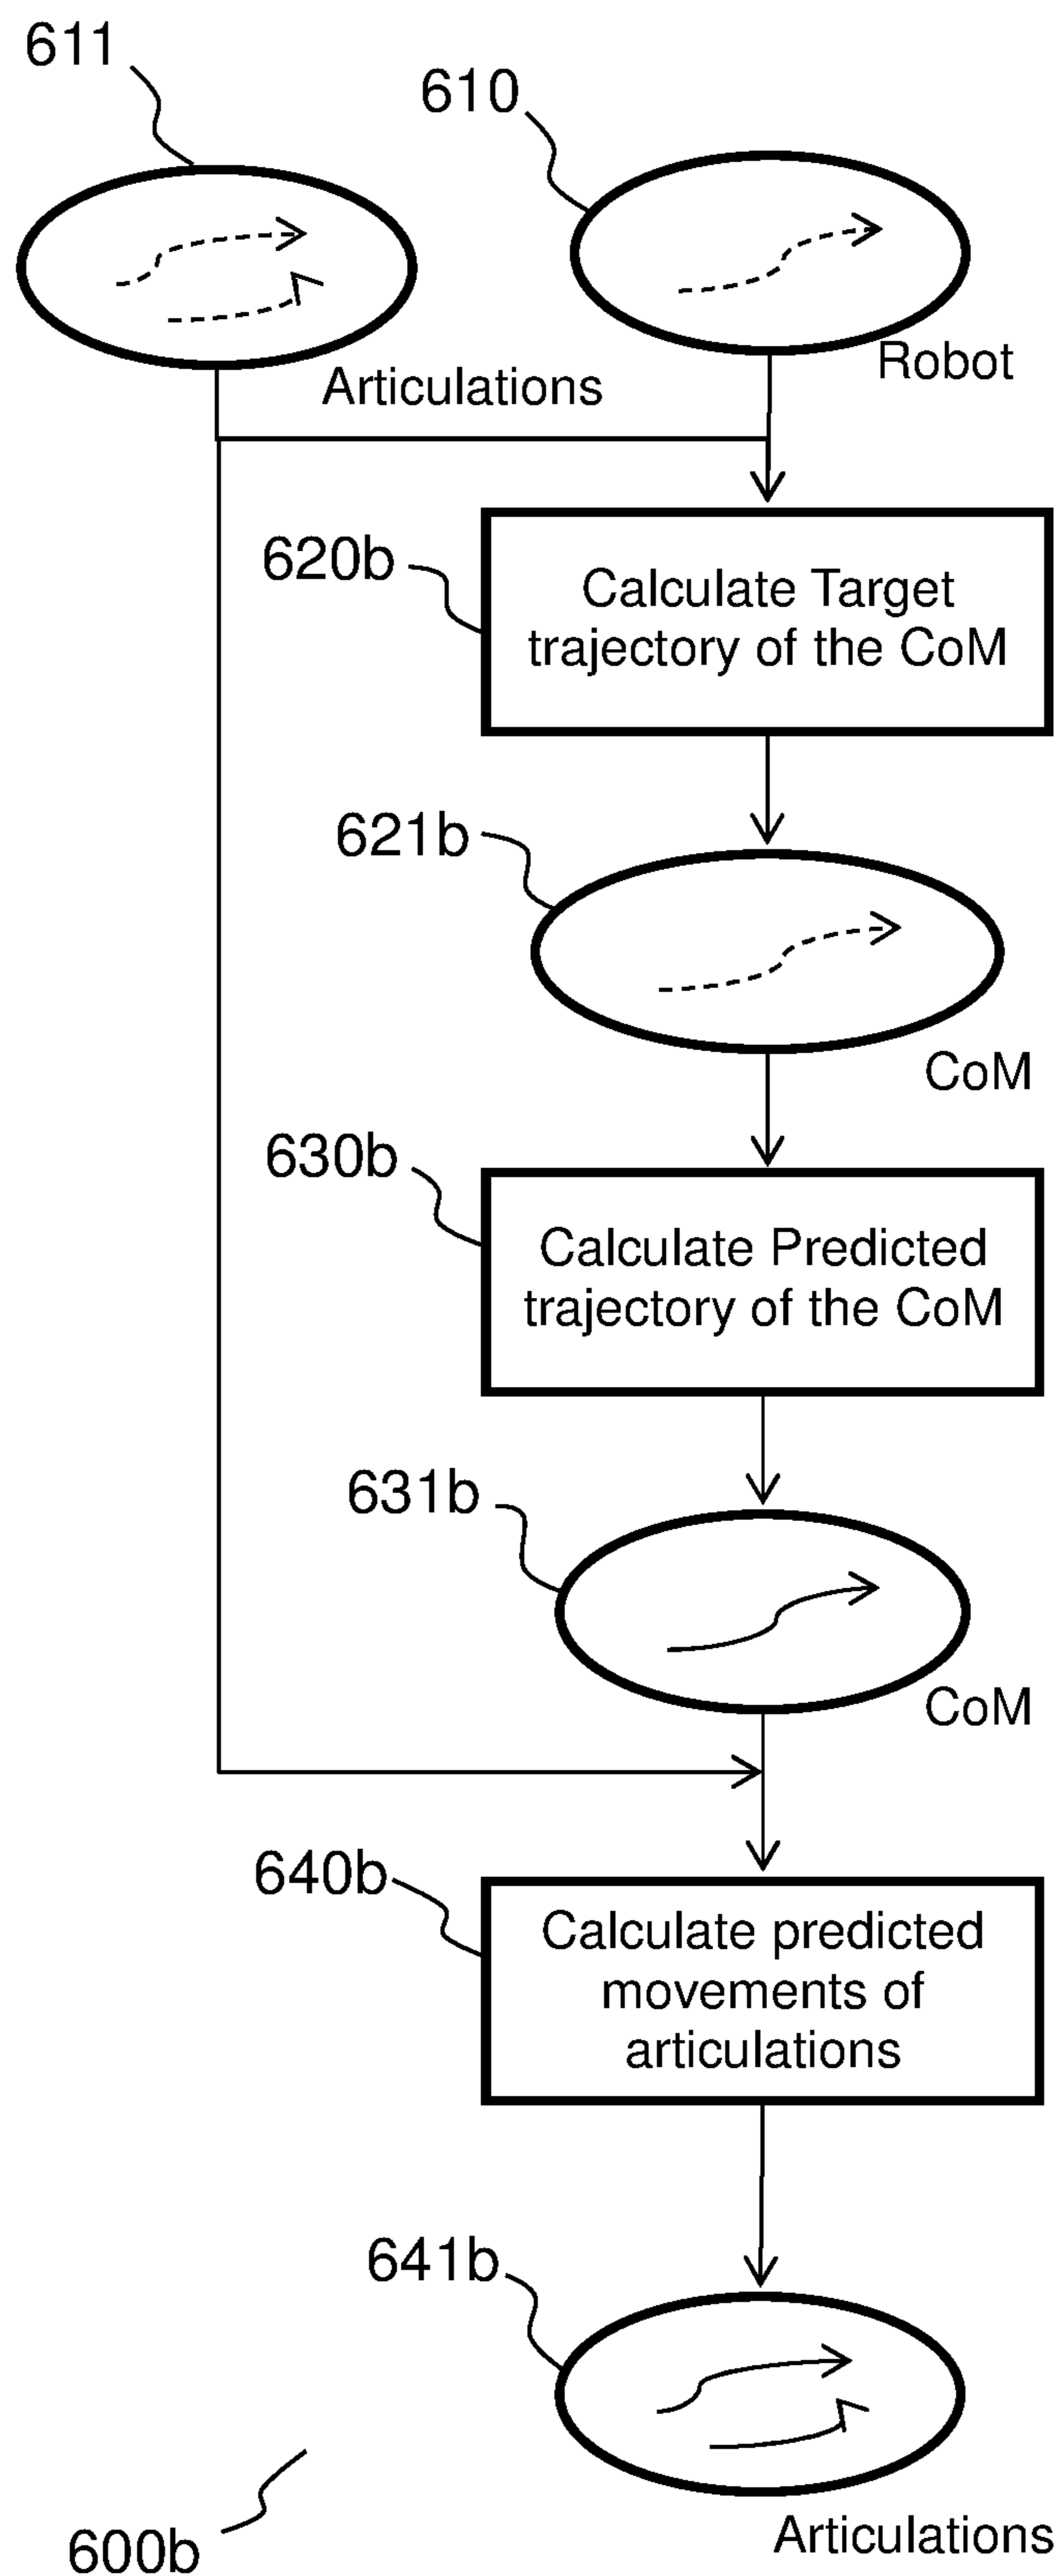 611
610
Robot
Articulations
620b
Calculate Target
trajectory of the CoM
621b
CoM
630b
Calculate Predicted
trajectory of the CoM
631b
CoM
640b
Calculate predicted
movements of
articulations
641b
Articulations
600b